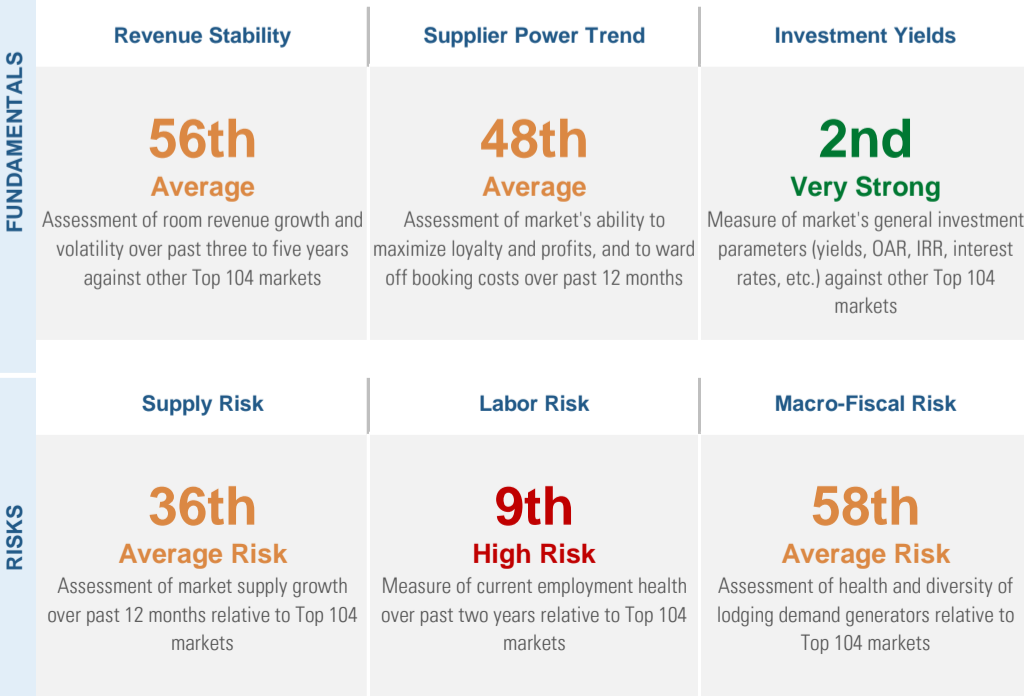 FUNDAMENTALS
Revenue Stability
56th
Average
Assessment of room revenue growth and
volatility over past three to five years
against other Top 104 markets
Supplier Power Trend
48th
Average
Assessment of market's ability to
maximize loyalty and profits, and to ward
off booking costs over past 12 months
Investment Yields
2nd
Very Strong
Measure of market's general investment
parameters (yields, OAR, IRR, interest
rates, etc.) against other Top 104
markets
RISKS
Supply Risk
36th
Average Risk
Assessment of market supply growth
over past 12 months relative to Top 104
markets
Labor Risk
9th
High Risk
Measure of current employment health
over past two years relative to Top 104
markets
Macro-Fiscal Risk
58th
Average Risk
Assessment of health and diversity of
lodging demand generators relative to
Top 104 markets